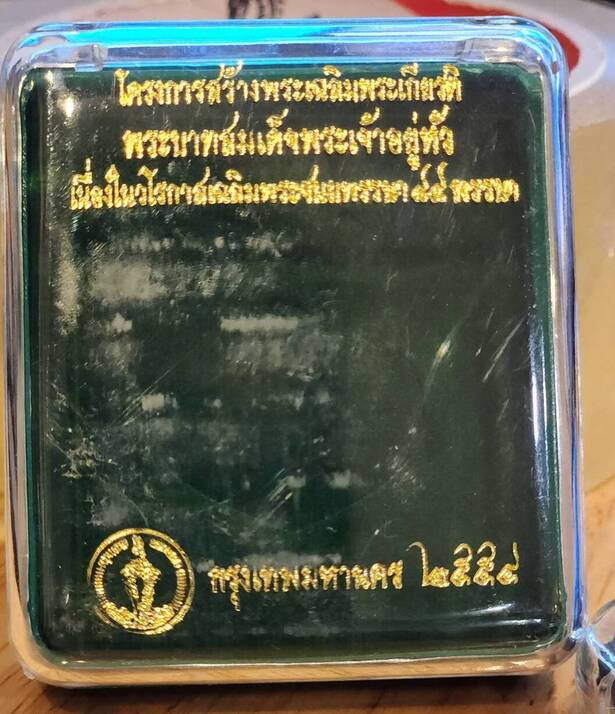 โครงการสร้างพระเฉลิมพระเกียรติ
พระบาทสมเด็จพระเจ้าอยู่หัว
เนื่องในวโรกาสเฉลิมพระชนมพรรษา ๘๔ พรรษา
กรุงเทพมหานคร ๒๕๕๔